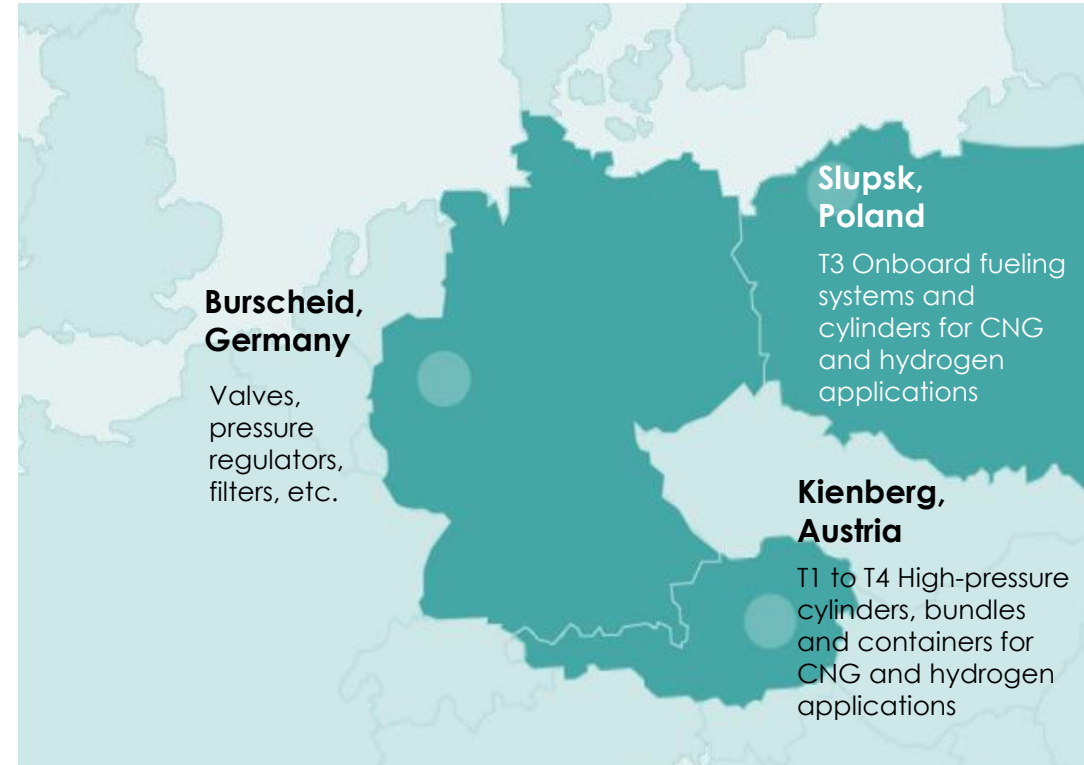 Slupsk,
Poland
T3 Onboard fueling
systems and
cylinders for CNG
and hydrogen
applications
Burscheid,
Germany
Valves,
pressure
regulators,
filters, etc.
Kienberg,
Austria
T1 to T4 High-pressure
cylinders, bundles
and containers for
CNG and hydrogen
applications